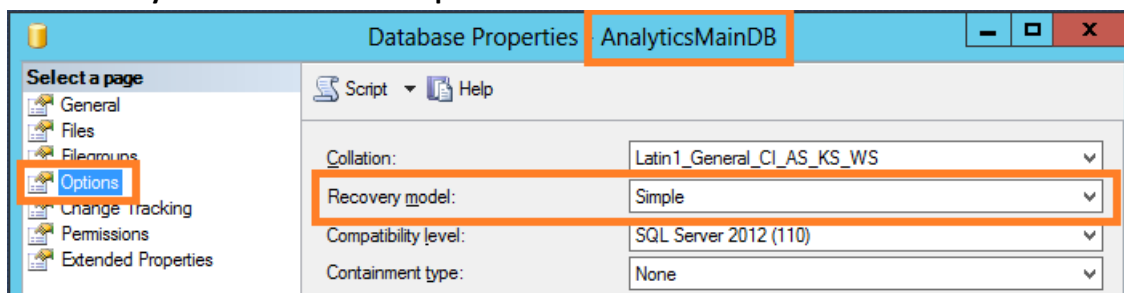 Database Properties - AnalyticsMainDB
Select a page
General
Files
Filegroups
Options
Change Tracking
Permissions
Extended Properties
Script Help
Collation: Latin1_General_CI_AS_KS_WS
Recovery model: Simple
Compatibility level: SQL Server 2012 (110)
Containment type: None